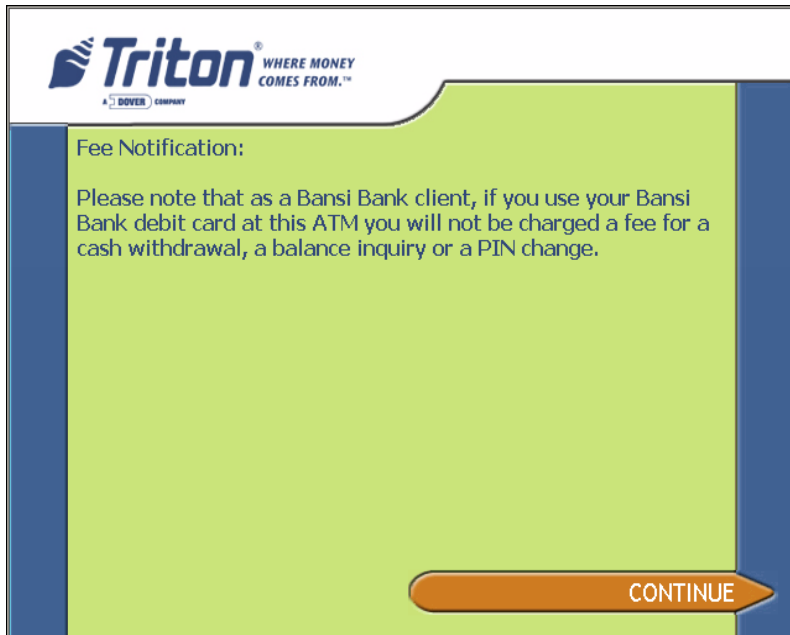 Triton®
WHERE MONEY
COMES FROM.™
A DOVER COMPANY
Fee Notification:
Please note that as a Bansi Bank client, if you use your Bansi
Bank debit card at this ATM you will not be charged a fee for a
cash withdrawal, a balance inquiry or a PIN change.
CONTINUE